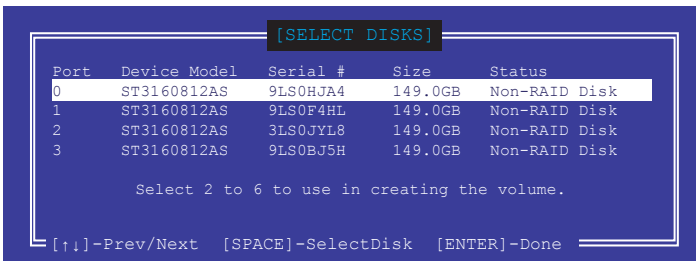 [SELECT DISKS]
Port Device Model Serial # Size Status
0 ST3160812AS 9LS0HJA4 149.0GB Non-RAID Disk
1 ST3160812AS 9LS0F4HL 149.0GB Non-RAID Disk
2 ST3160812AS 3LS0JYL8 149.0GB Non-RAID Disk
3 ST3160812AS 9LS0BJ5H 149.0GB Non-RAID Disk
Select 2 to 6 to use in creating the volume.
[↑↓]-Prev/Next [SPACE]-SelectDisk [ENTER]-Done